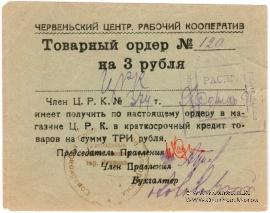 ЧЕРВЕНЬСКИЙ ЦЕНТР. РАБОЧИЙ КООПЕРАТИВ
Товарный ордер № 120
на 3 рубля
ЦРК
Член Ц. Р. К. № т.
имеет получить по настоящему ордеру в ма-
газине Ц. Р. К. в краткосрочный кредит то-
варов на сумму ТРИ рубля.
Председатель Правления
Член Правления
Бухгалтер